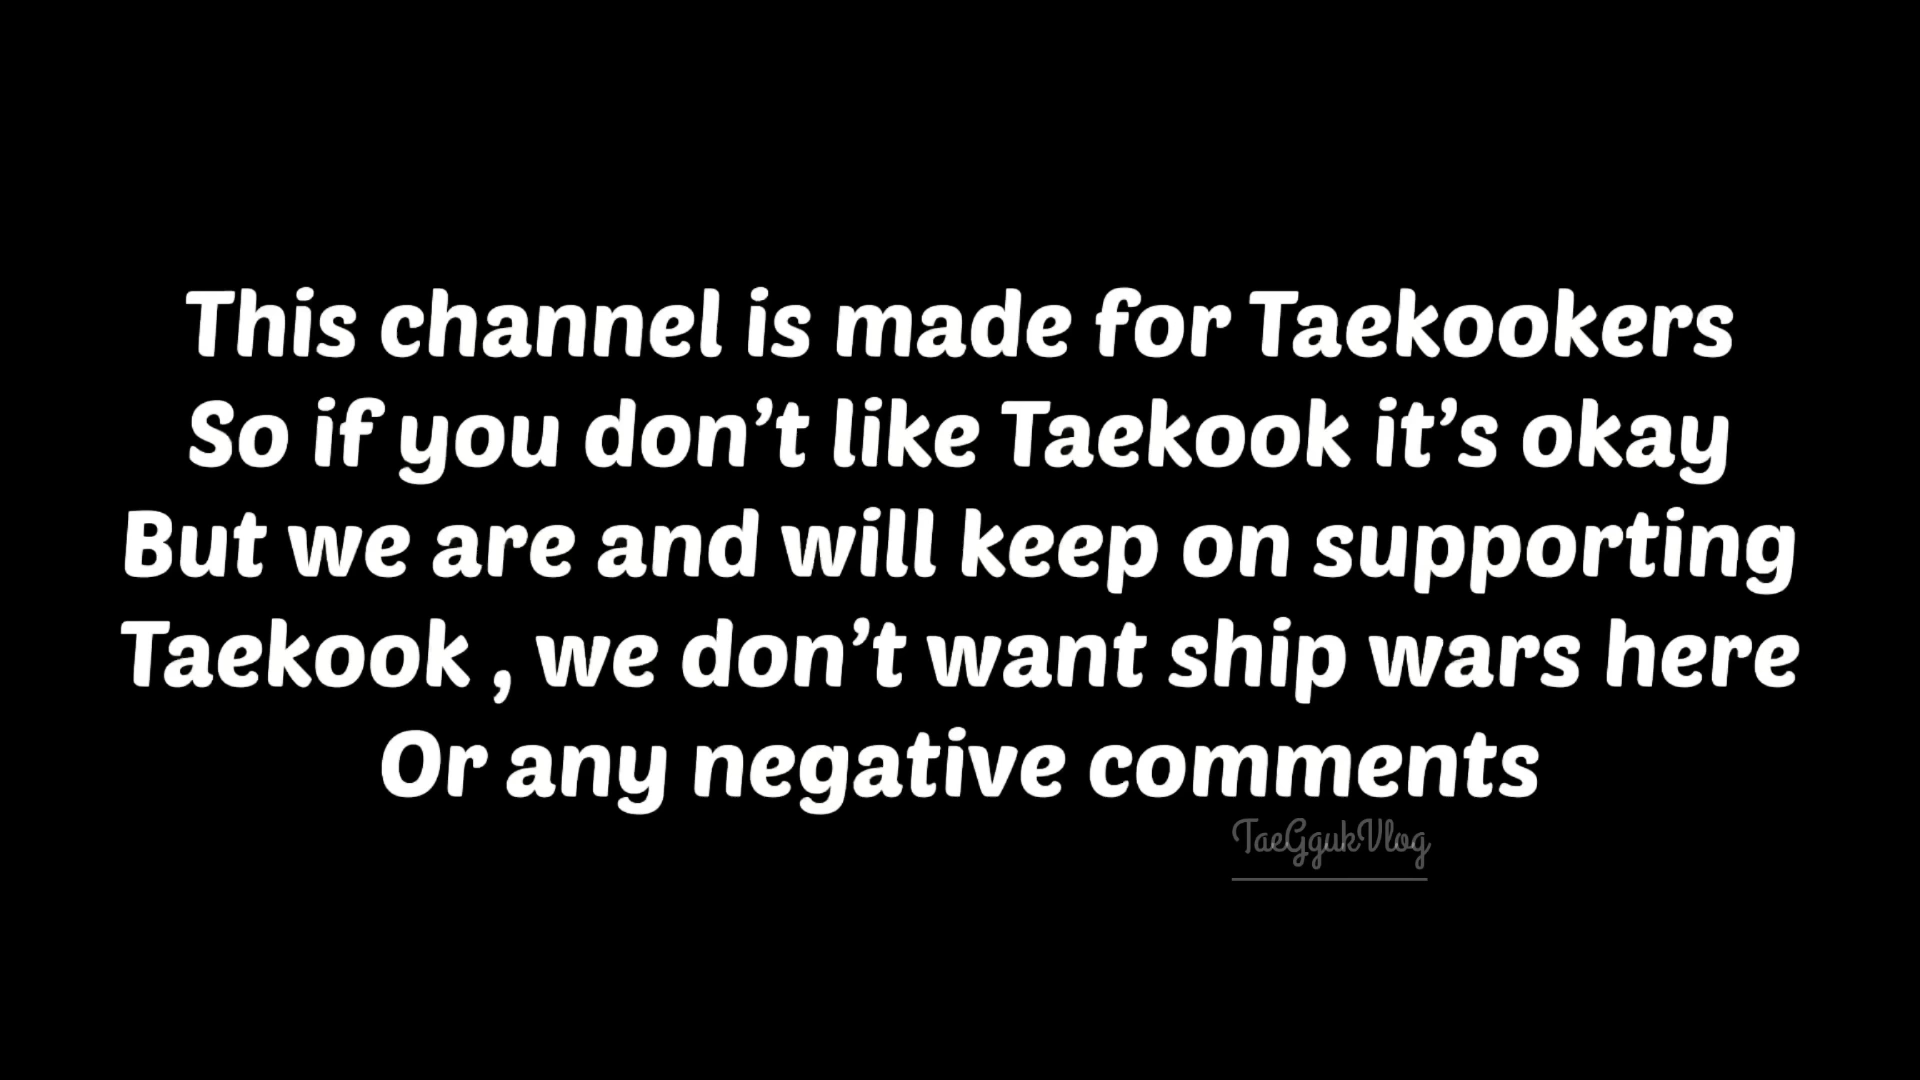 This channel is made for Taekookers
So if you don’t like Taekook it’s okay
But we are and will keep on supporting
Taekook , we don’t want ship wars here
Or any negative comments
TaeGgukVlog